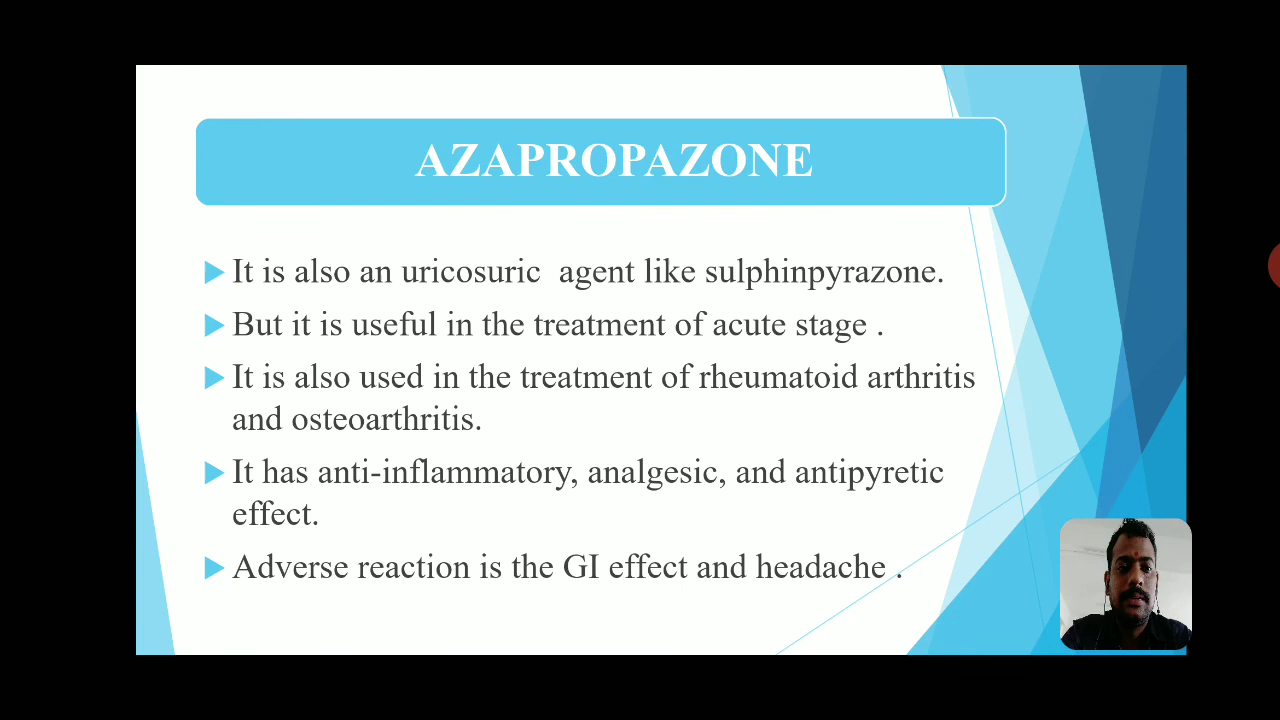 AZAPROPAZONE
It is also an uricosuric  agent like sulphinpyrazone.
But it is useful in the treatment of acute stage .
It is also used in the treatment of rheumatoid arthritis
and osteoarthritis.
It has anti-inflammatory, analgesic, and antipyretic
effect.
Adverse reaction is the GI effect and headache .